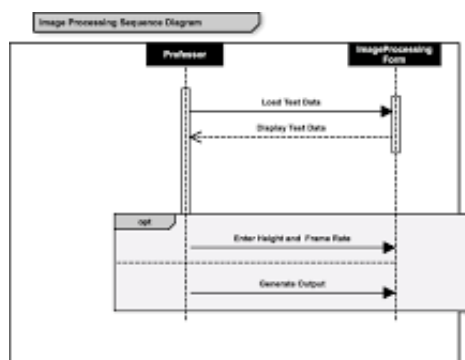 Image Processing Sequence Diagram
Professer
ImageProcessing
Form
Load Test Data
Display Test Data
opt
Enter Height and Frame Rate
Generate Output